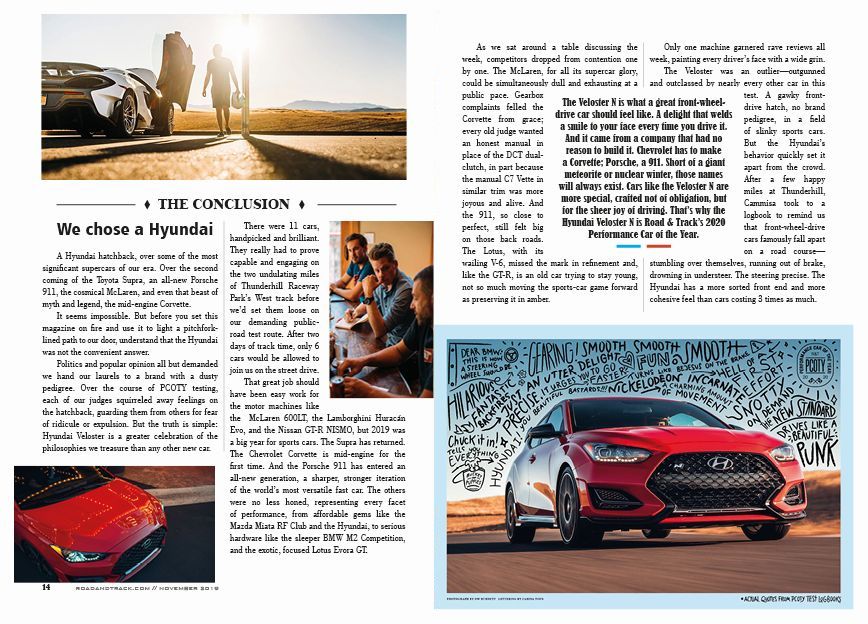 THE CONCLUSION
We chose a Hyundai
A Hyundai hatchback, over some of the most
significant supercars of our era. Over the second
coming of the Toyota Supra, an all-new Porsche
911, the cosmical McLaren, and even that beast of
myth and legend, the mid-engine Corvette.
It seems impossible. But before you set this
magazine on fire and use it to light a pitchfork-
lined path to our door, understand that the Hyundai
was not the convenient answer.
Politics and popular opinion all but demanded
we hand our laurels to a brand with a dusty
pedigree. Over the course of PCOTY testing,
each of our judges squirreled away feelings on
the hatchback, guarding them from others for fear
of ridicule or expulsion. But the truth is simple:
Hyundai Veloster is a greater celebration of the
philosophies we treasure than any other new car.
14
ROADANDTRACK.COM // NOVEMBER 2019
There were 11 cars,
handpicked and brilliant.
They really had to prove
capable and engaging on
the two undulating miles
of Thunderhill Raceway
Park's West track before
we'd set them loose on
our demanding public-
road test route. After two
days of track time, only 6
cars would be allowed to
join us on the street drive.
That great job should
have been easy work for
the motor machines like
the McLaren 600LT, the Lamborghini Huracán
Evo, and the Nissan GT-R NISMO, but 2019 was
a big year for sports cars. The Supra has returned.
The Chevrolet Corvette is mid-engine for the
first time. And the Porsche 911 has entered an
all-new generation, a sharper, stronger iteration
of the world's most versatile fast car. The others
were no less honed, representing every facet
of performance, from affordable gems like the
Mazda Miata RF Club and the Hyundai, to serious
hardware like the sleeper BMW M2 Competition,
and the exotic, focused Lotus Evora GT.
As we sat around a table discussing the
week, competitors dropped from contention one
by one. The McLaren, for all its supercar glory,
could be simultaneously dull and exhausting at a
public pace. Gearbox
complaints felled the
Corvette from grace;
every old judge wanted
an honest manual in
place of the DCT dual-
clutch, in part because
the manual C7 Vette in
similar trim was more
joyous and alive. And
the 911, so close to
perfect, still felt big
on those back roads.
The Lotus, with its
wailing V-6, missed the mark in refinement and,
like the GT-R, is an old car trying to stay young,
not so much moving the sports-car game forward
as preserving it in amber.
The Veloster N is what a great front-wheel-
drive car should feel like. A delight that welds
a smile to your face every time you drive it.
And it came from a company that had no
reason to build it. Chevrolet has to make
a Corvette; Porsche, a 911. Short of a giant
meteorite or nuclear winter, those names
will always exist. Cars like the Veloster N are
more special, crafted not of obligation, but
for the sheer joy of driving. That's why the
Hyundai Veloster N is Road & Track's 2020
Performance Car of the Year.
Only one machine garnered rave reviews all
week, painting every driver's face with a wide grin.
The Veloster was an outlier—outgunned
and outclassed by nearly every other car in this
test. A gawky front-
drive hatch, no brand
pedigree, in a field
of slinky sports cars.
But the Hyundai's
behavior quickly set it
apart from the crowd.
After a few happy
miles at Thunderhill,
Gammisa took to a
logbook to remind us
that front-wheel-drive
cars famously fall apart
on a road course—
stumbling over themselves, running out of brake,
drowning in understeer. The steering precise. The
Hyundai has a more sorted front end and more
cohesive feel than cars costing 3 times as much.
DEAR BMW:
THIS IS HOW
A STEERING
WHEEL
GEARING!
SMOOTH SMOOTH SMOOTH
AN UTTER DELIGHT
FUN
HILARIOUS
NICKELODEON INCARNATE
A CHARMING AMOUNT
OF MOVEMENT
YOU BEAUTIFUL BASTARDS!!!
PRAISE
HYUNDAI
Chuck it in!
TELLS YOU
EVERYTHING
ON DEMAND
THE NEW STANDARD
DRIVES LIKE A
BEAUTIFUL
PUNK
PCOTY
*ACTUAL QUOTES FROM PCOTY TEST LOGBOOKS